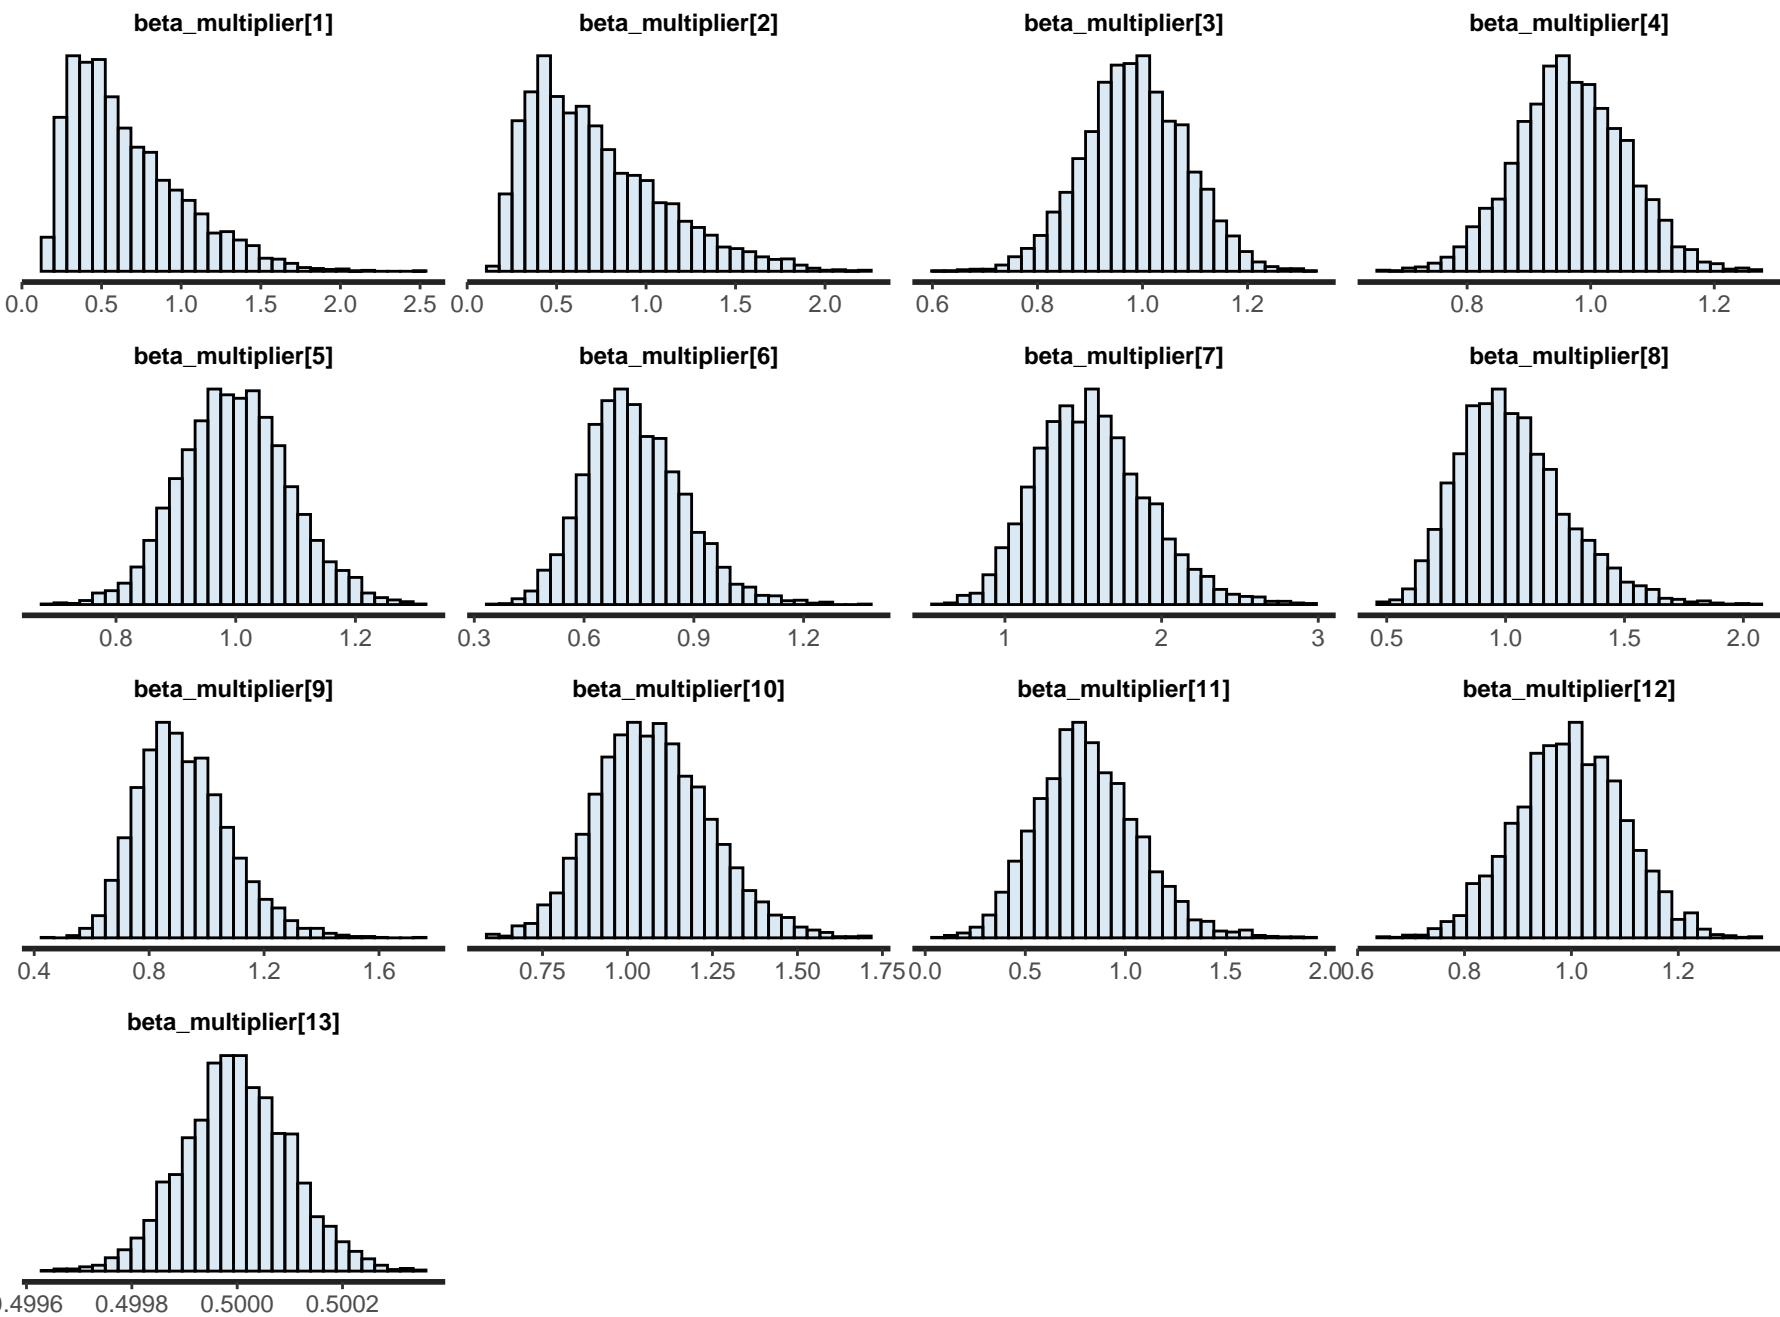 beta_multiplier[1] beta_multiplier[2] beta_multiplier[3] beta_multiplier[4]
0.0 0.5 1.0 1.5 2.0 2.5 0.0 0.5 1.0 1.5 2.0 0.6 0.8 1.0 1.2 0.8 1.0 1.2
beta_multiplier[5] beta_multiplier[6] beta_multiplier[7] beta_multiplier[8]
0.8 1.0 1.2 0.3 0.6 0.9 1.2 1 2 3 0.5 1.0 1.5 2.0
beta_multiplier[9] beta_multiplier[10] beta_multiplier[11] beta_multiplier[12]
0.4 0.8 1.2 1.6 0.75 1.00 1.25 1.50 1.75 0.0 0.5 1.0 1.5 2.0 0.6 0.8 1.0 1.2
beta_multiplier[13]
.4996 0.4998 0.5000 0.5002